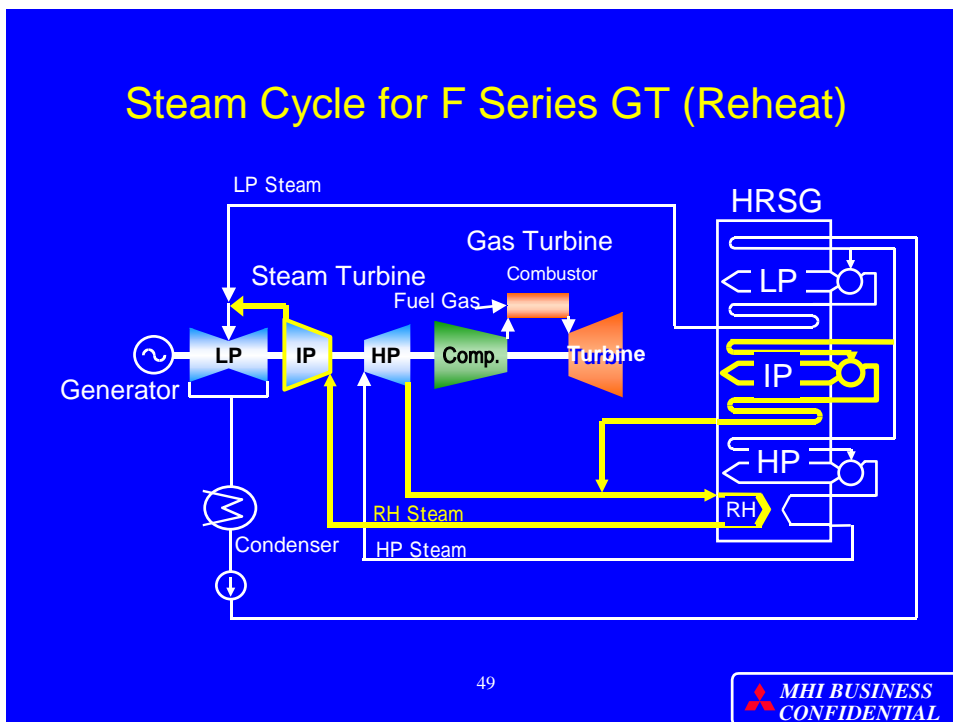 Steam Cycle for F Series GT (Reheat)
LP Steam
HRSG
Gas Turbine
Steam Turbine
Combustor
Fuel Gas
LP
LP
IP
HP
Comp.
Turbine
Generator
IP
HP
RH Steam
RH
Condenser
HP Steam
49
MHI BUSINESS
CONFIDENTIAL